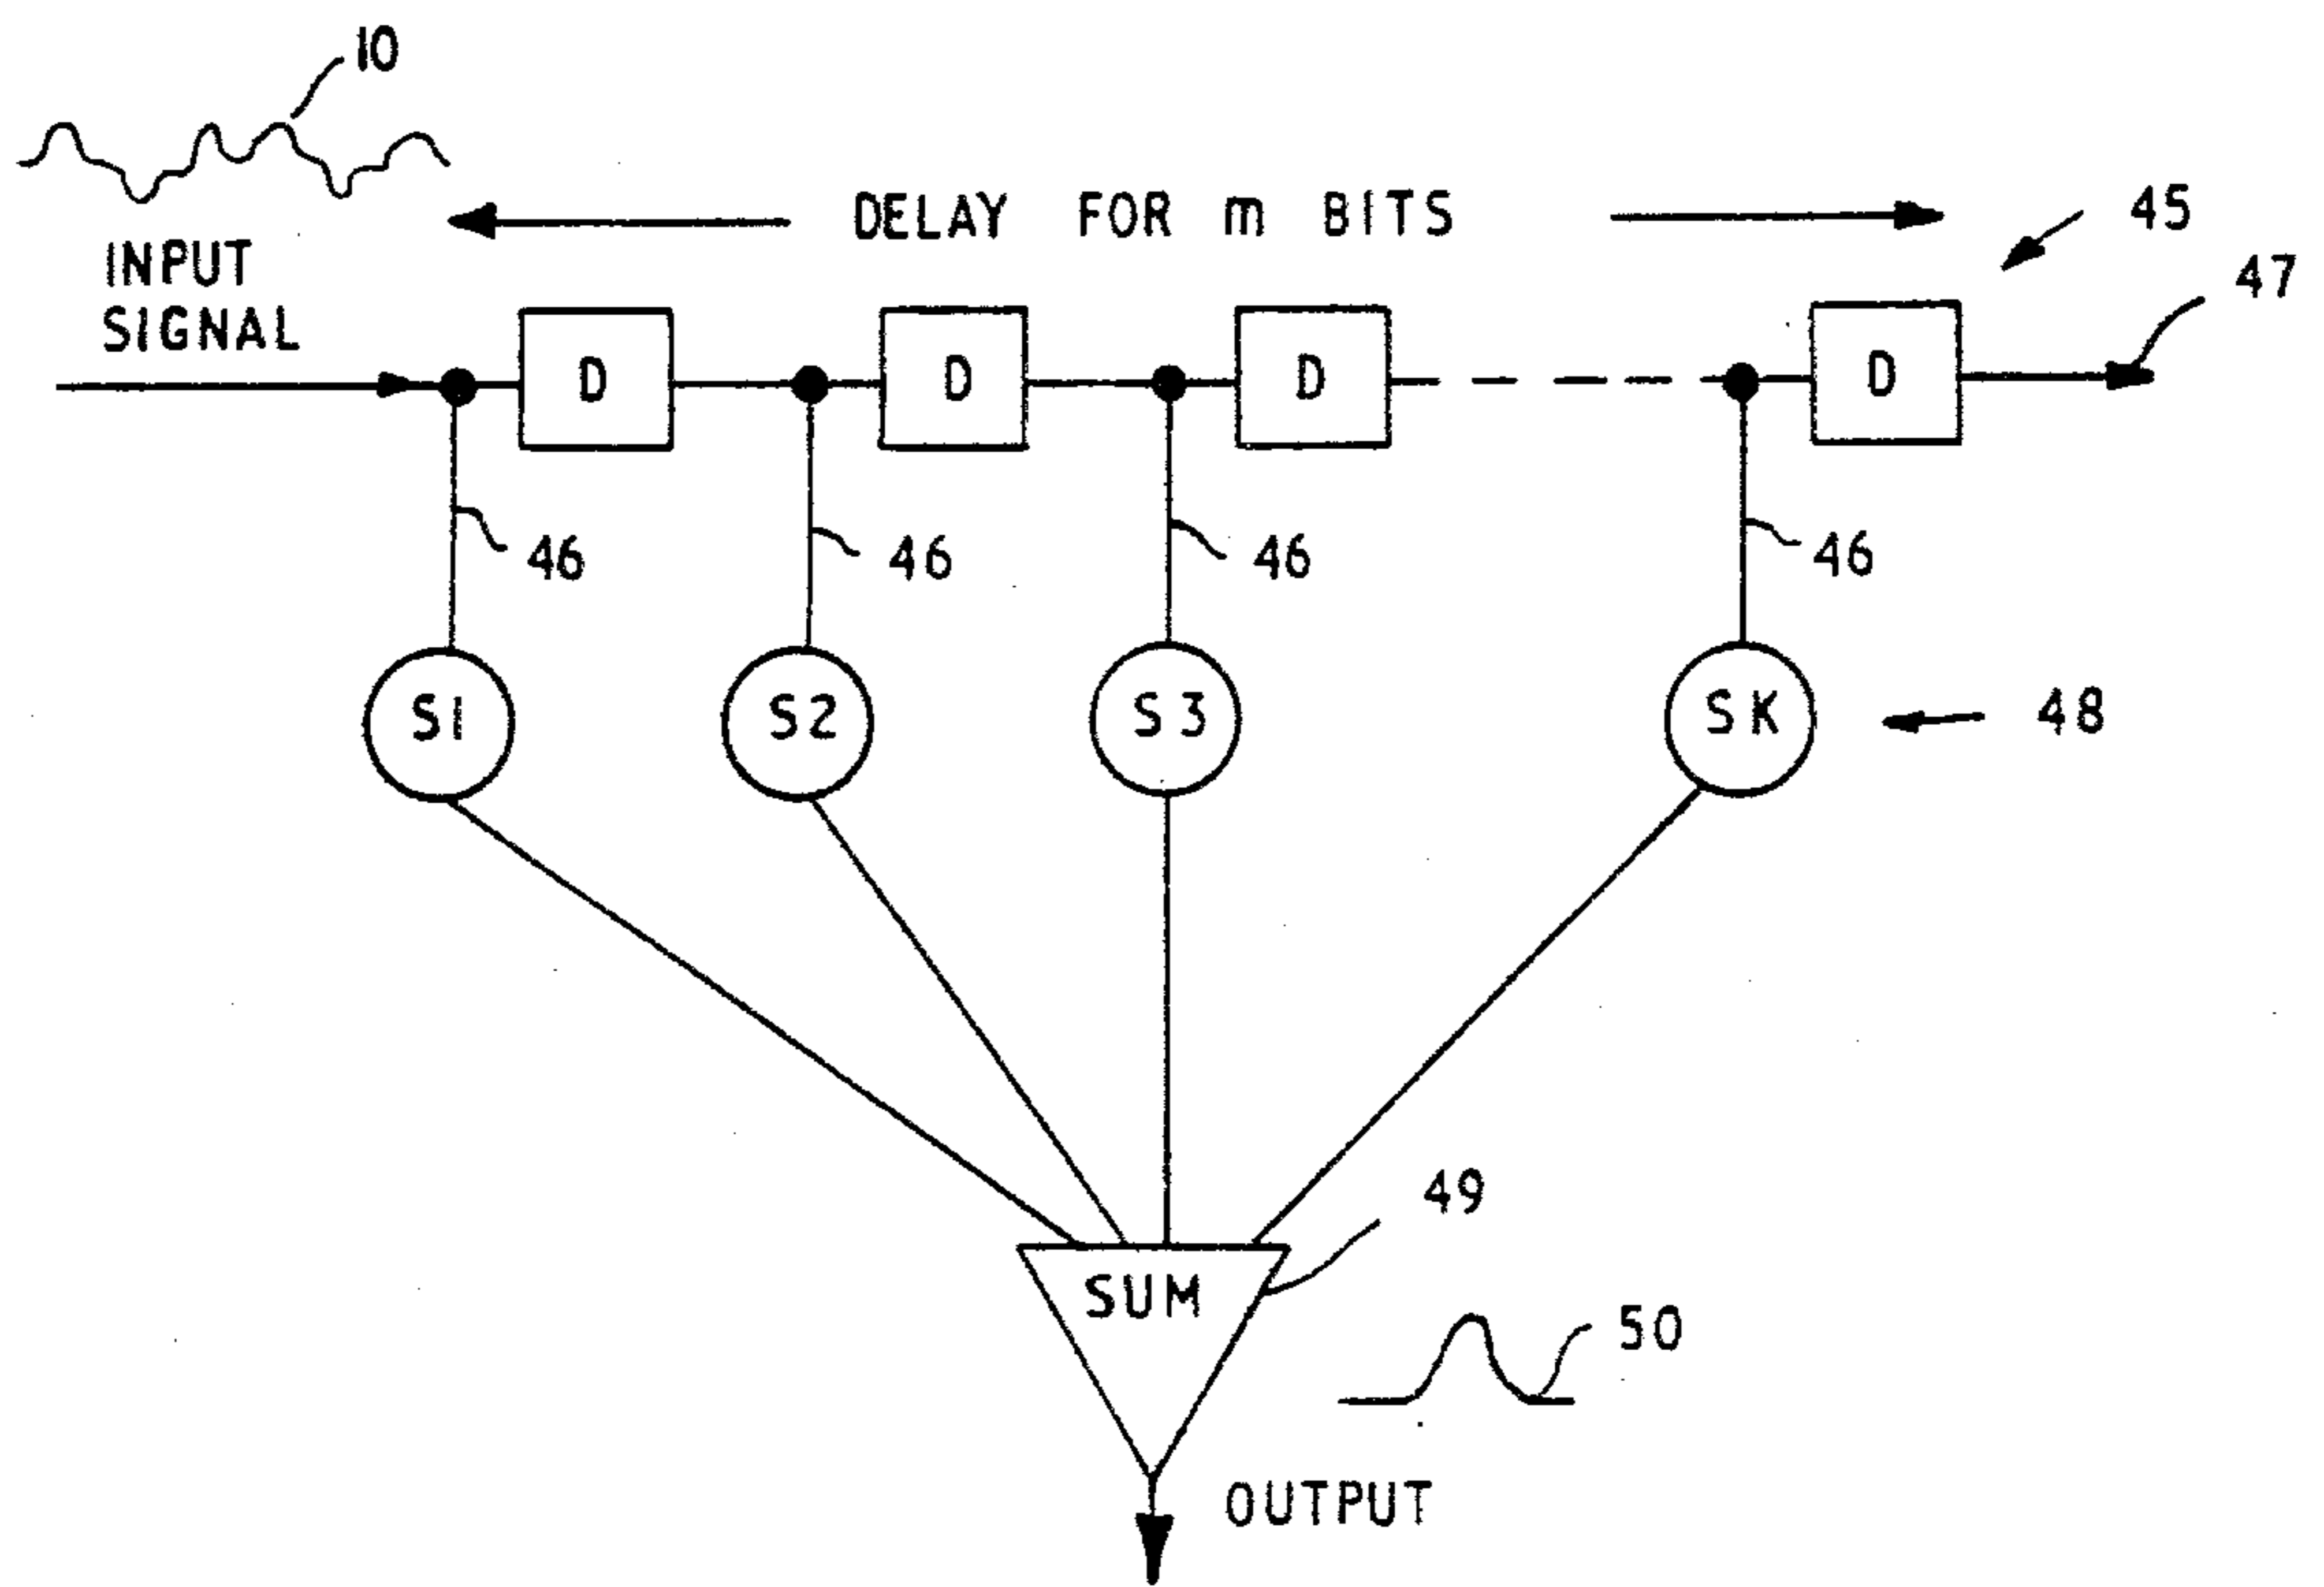 10
DELAY FOR m BITS
45
INPUT
SIGNAL
47
D D D D
46 46 46 46
S1 S2 S3 SK
48
49
SUM
50
OUTPUT